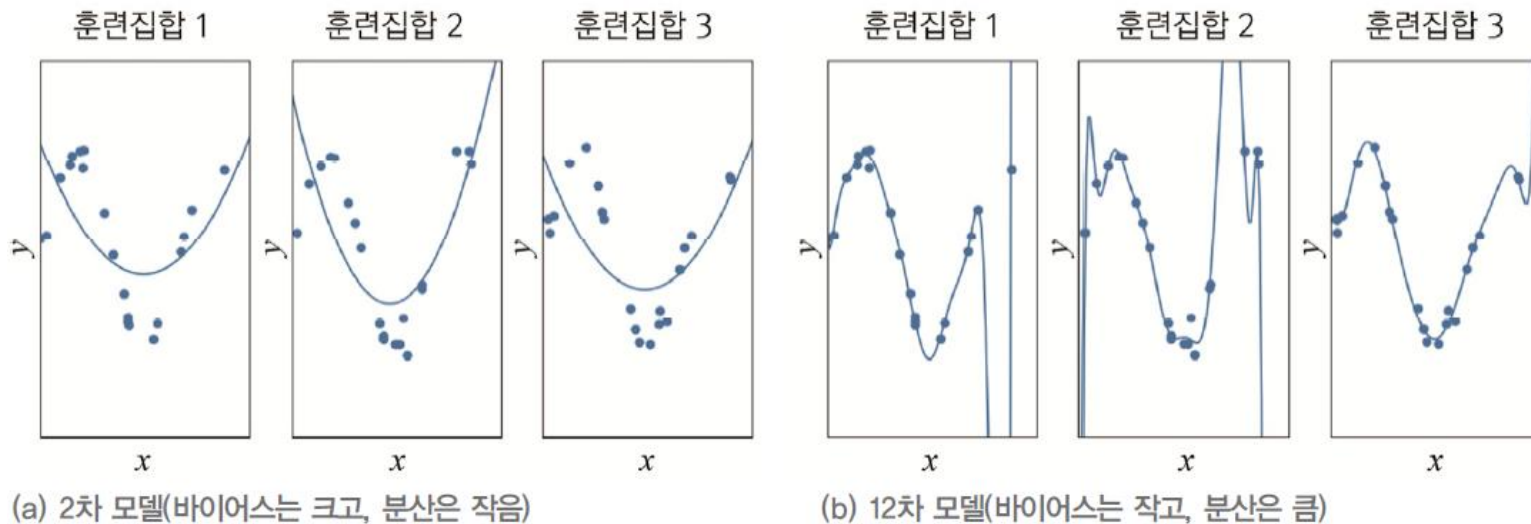 훈련집합 1
훈련집합 2
훈련집합 3
훈련집합 1
훈련집합 2
훈련집합 3
y
y
y
y
y
y
x
x
x
x
x
x
(a) 2차 모델(바이어스는 크고, 분산은 작음)
(b) 12차 모델(바이어스는 작고, 분산은 큼)